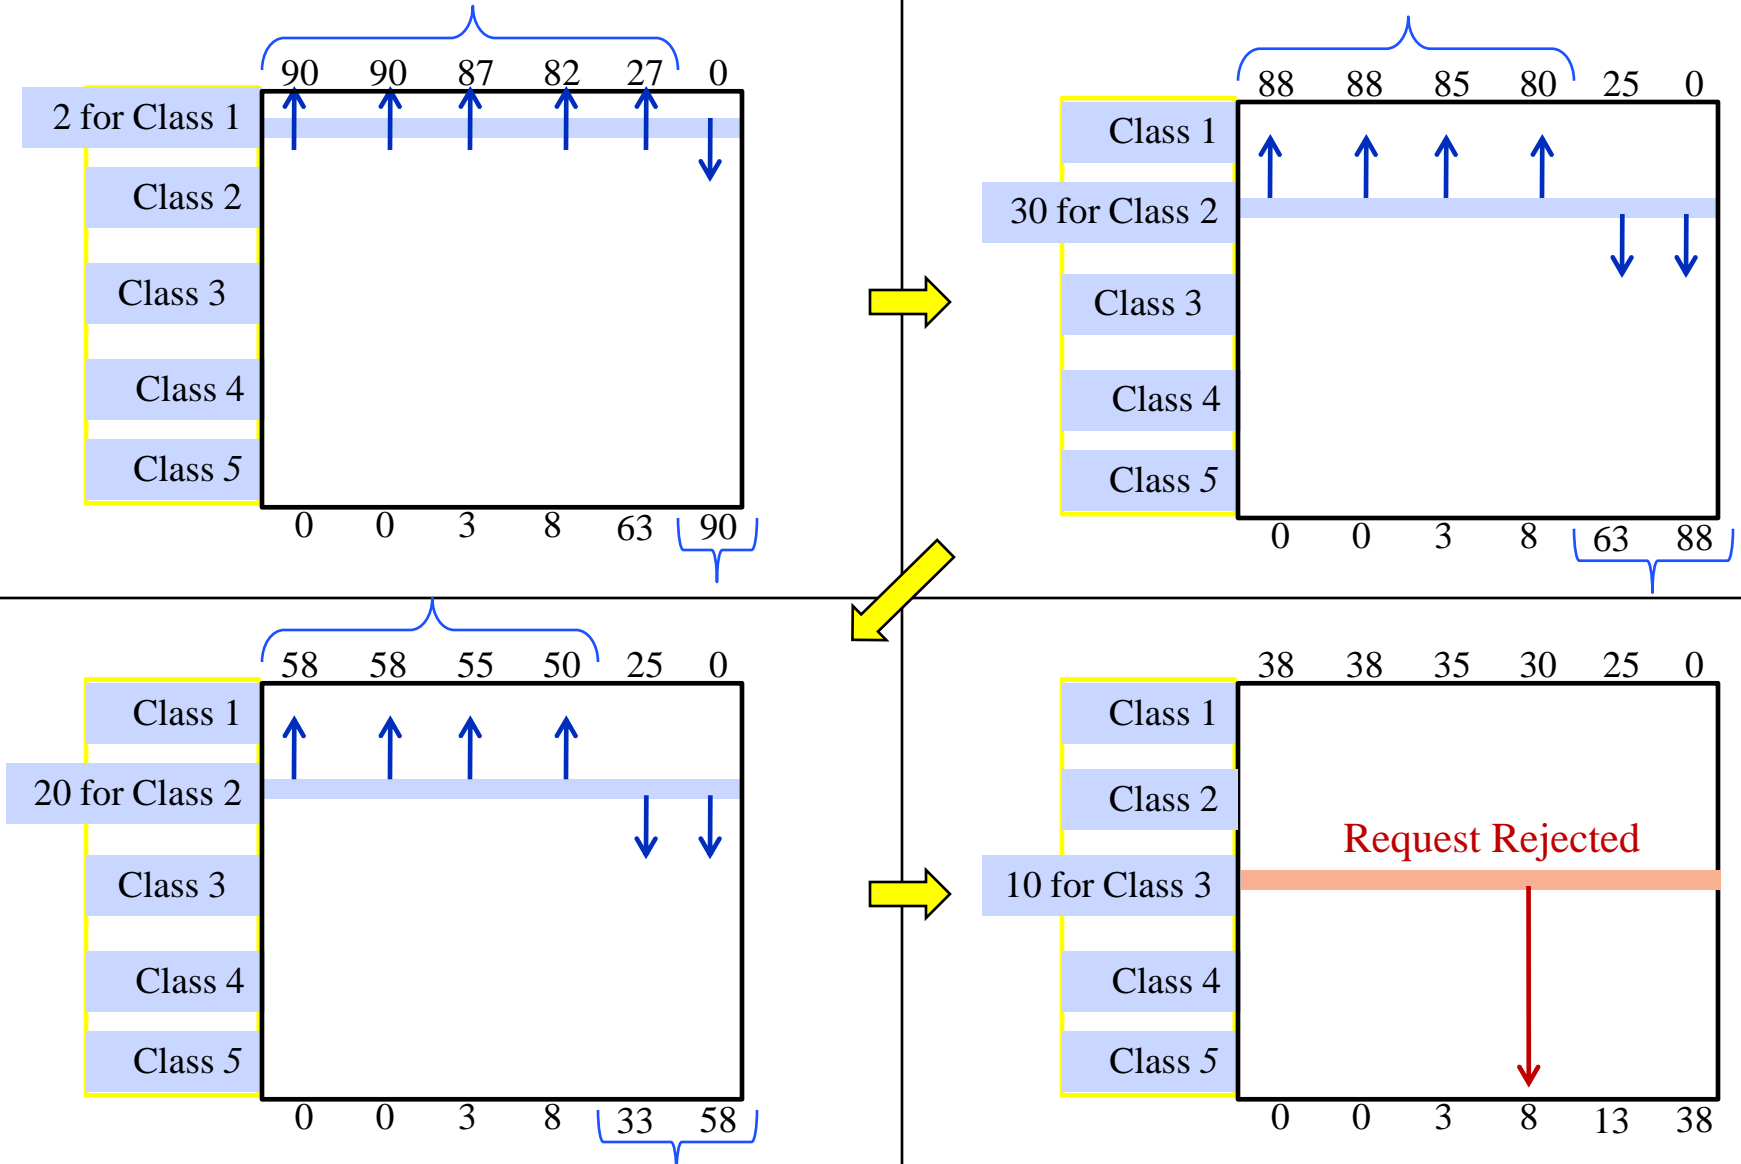 90 90 87 82 27 0
2 for Class 1
Class 2
Class 3
Class 4
Class 5
0 0 3 8 63 90
88 88 85 80 25 0
Class 1
30 for Class 2
Class 3
Class 4
Class 5
0 0 3 8 63 88
58 58 55 50 25 0
Class 1
20 for Class 2
Class 3
Class 4
Class 5
0 0 3 8 33 58
38 38 35 30 25 0
Class 1
Class 2
Request Rejected
10 for Class 3
Class 4
Class 5
0 0 3 8 13 38